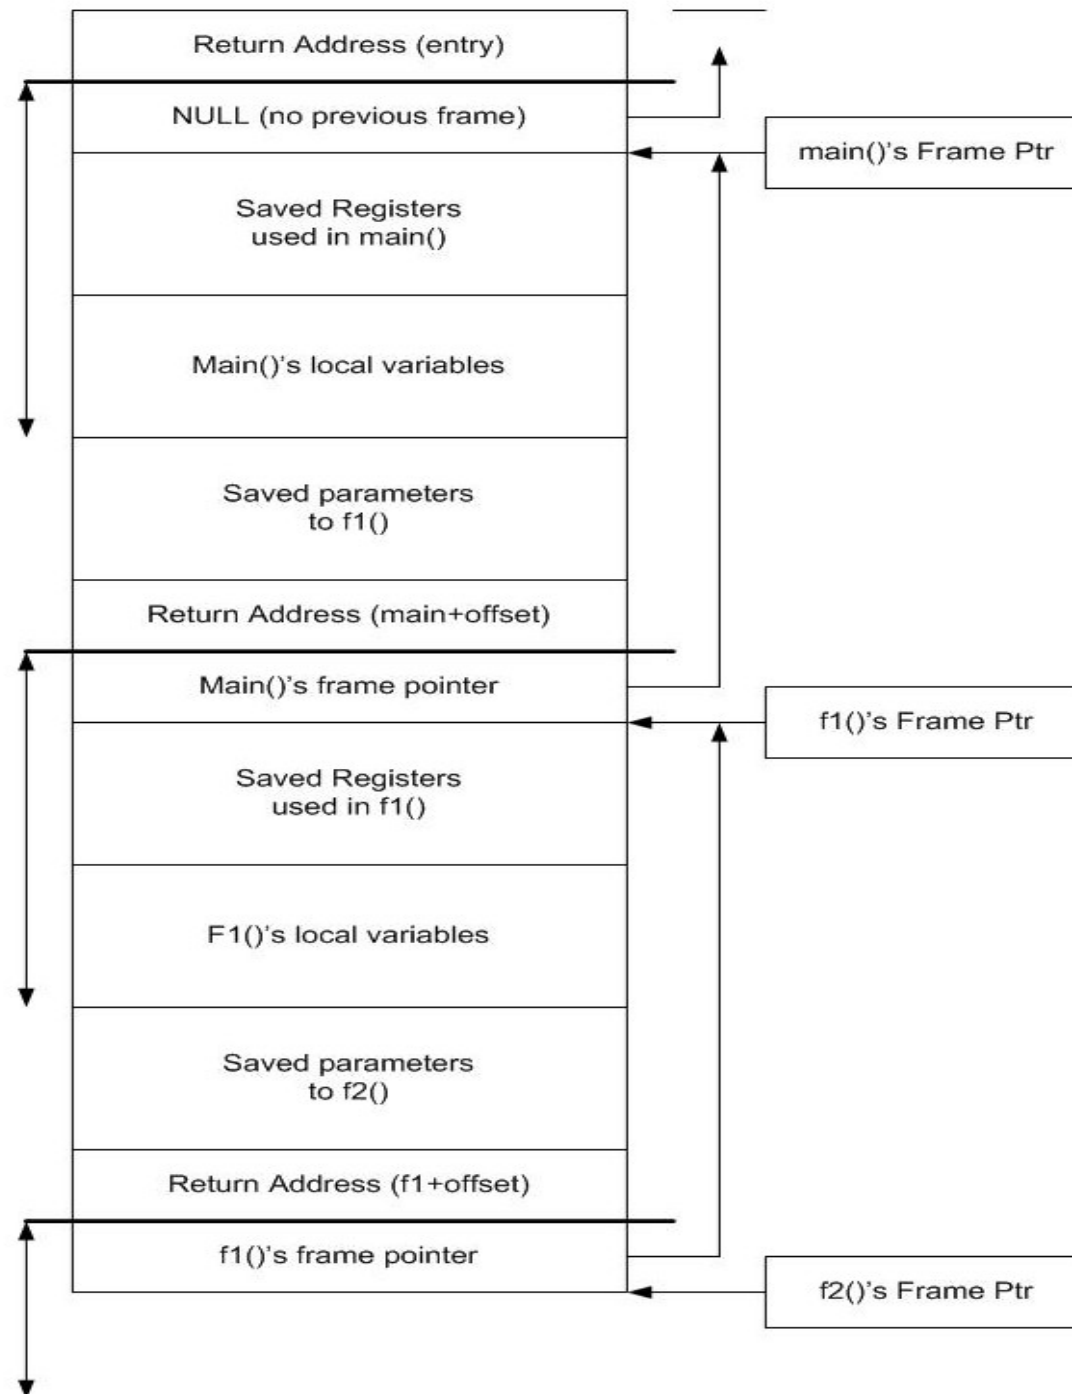 Return Address (entry)
NULL (no previous frame)
main()'s Frame Ptr
Saved Registers
used in main()
Main()'s local variables
Saved parameters
to f1()
Return Address (main+offset)
Main()'s frame pointer
f1()'s Frame Ptr
Saved Registers
used in f1()
F1()'s local variables
Saved parameters
to f2()
Return Address (f1+offset)
f1()'s frame pointer
f2()'s Frame Ptr